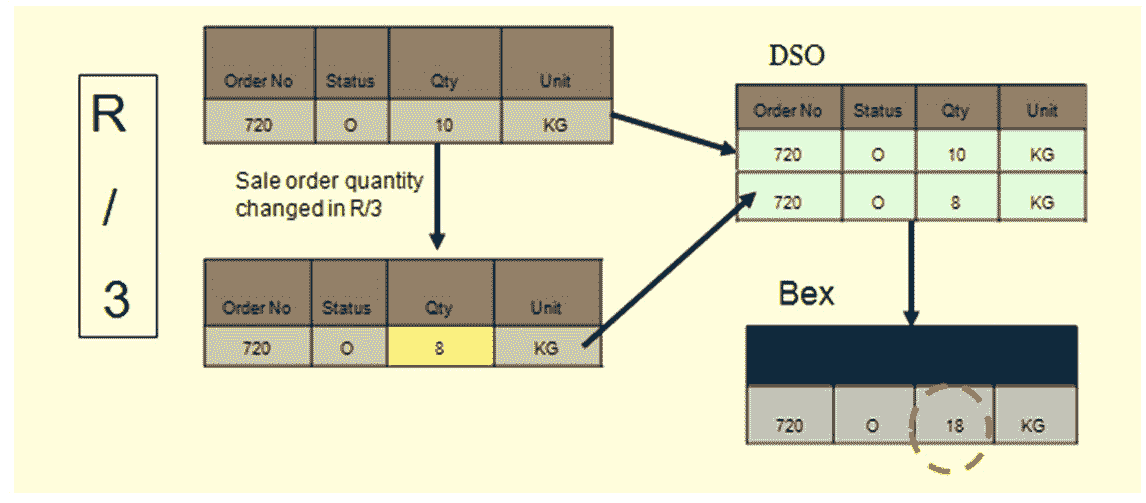 R
/
3
Order No Status Qty Unit
720 O 10 KG
Sale order quantity
changed in R/3
Order No Status Qty Unit
720 O 8 KG
DSO
Order No Status Qty Unit
720 O 10 KG
720 O 8 KG
Bex
720 O 18 KG